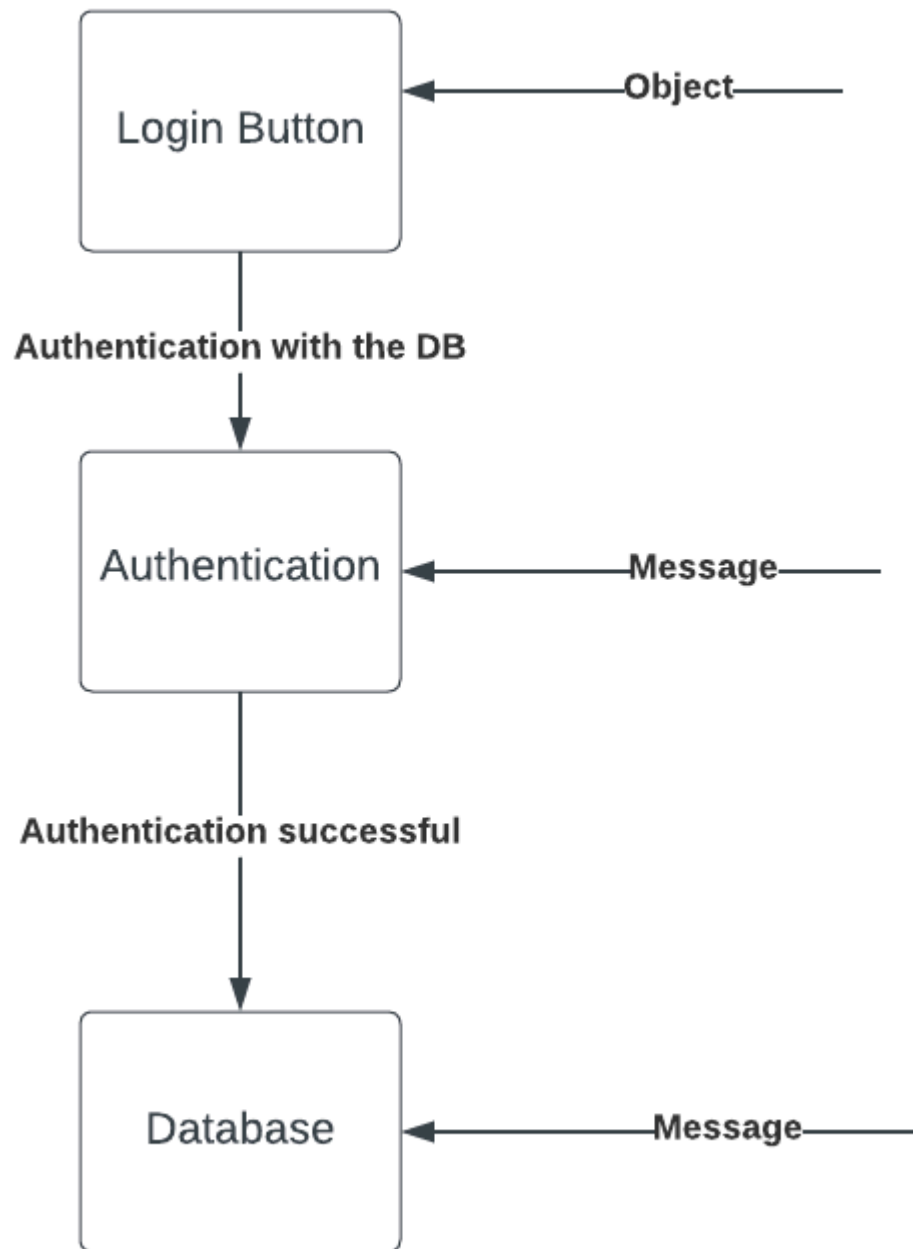 Login Button
Object
Authentication with the DB
Authentication
Message
Authentication successful
Database
Message